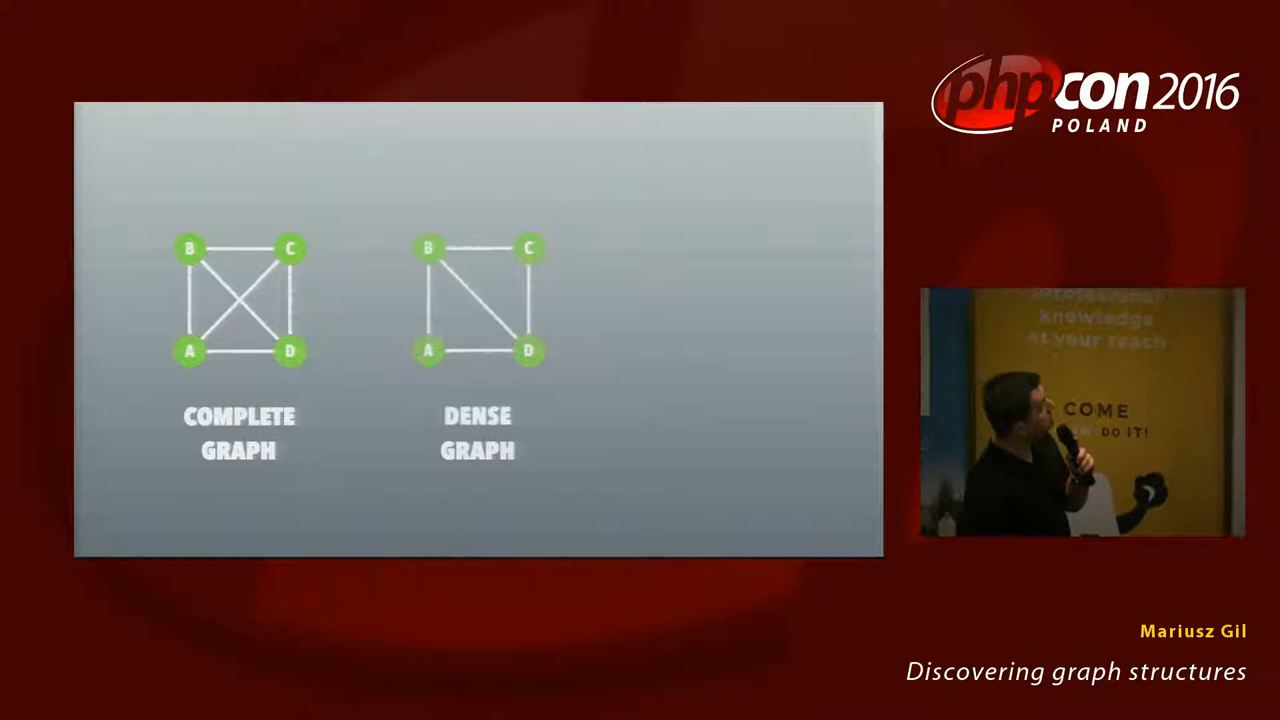 phpcon 2016
POLAND
B C
A D
COMPLETE
GRAPH
B C
A D
DENSE
GRAPH
knowledge
At your reach
COME
DO IT!
Mariusz Gil
Discovering graph structures